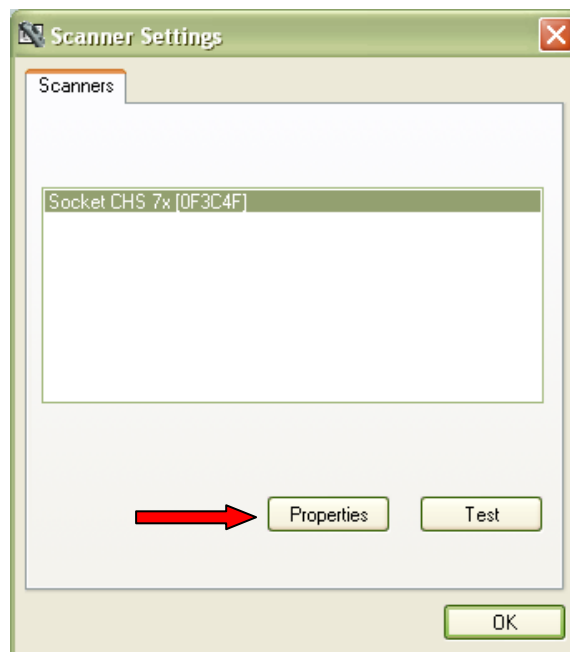 Scanner Settings
Scanners
Socket CHS 7x [0F3C4F]
Properties Test
OK